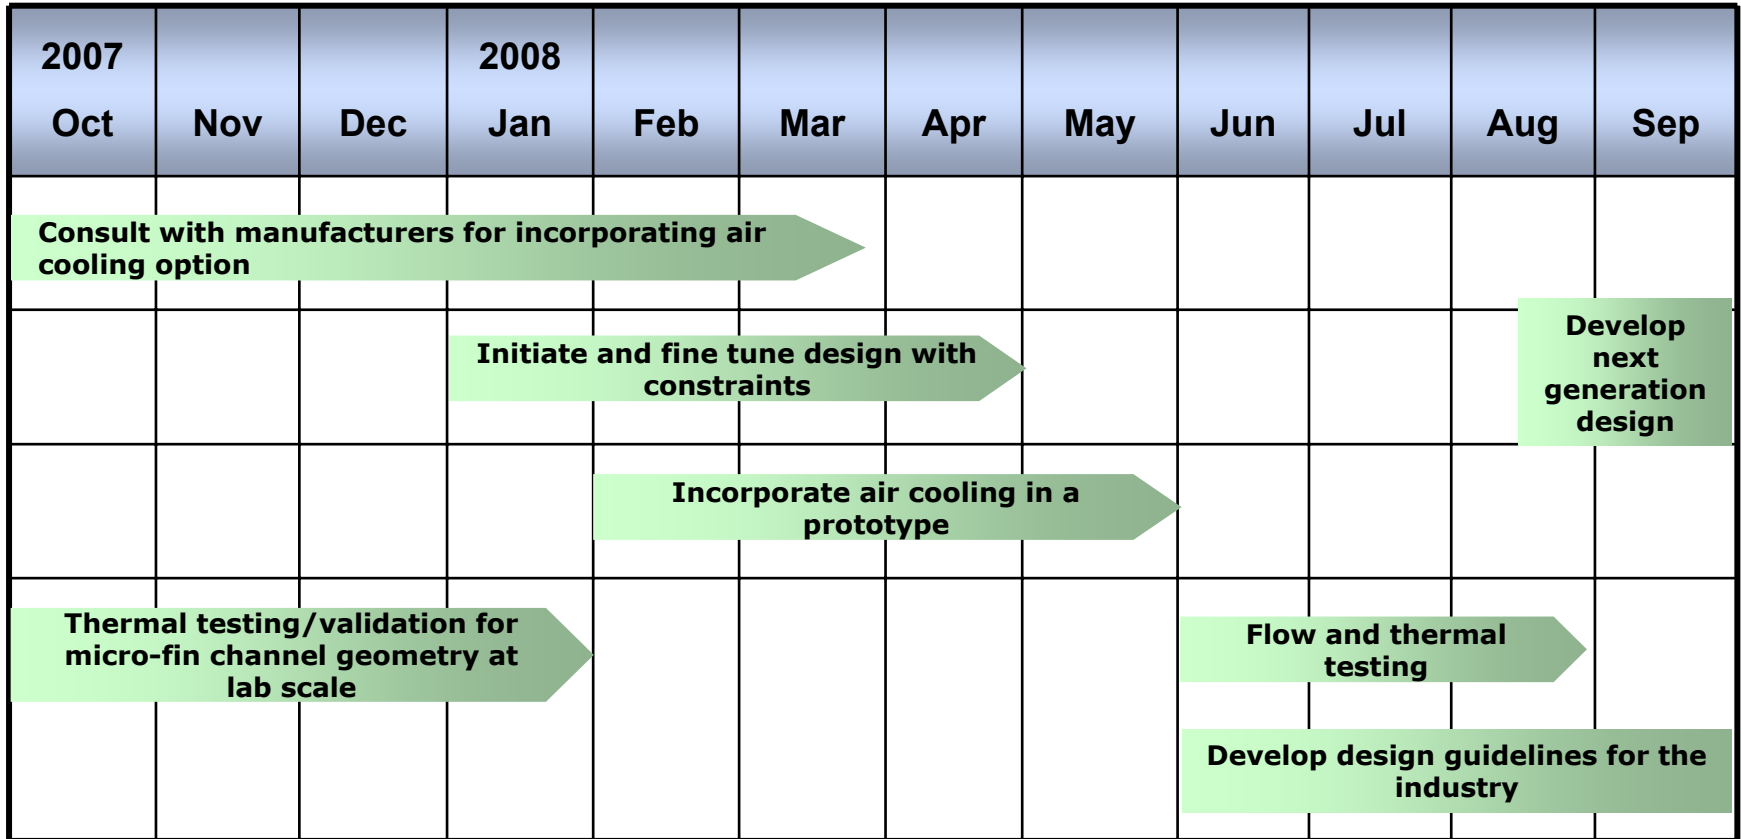 2007
2008
Oct Nov Dec Jan Feb Mar Apr May Jun Jul Aug Sep
Consult with manufacturers for incorporating air
cooling option
Initiate and fine tune design with
constraints
Develop
next
generation
design
Incorporate air cooling in a
prototype
Thermal testing/validation for
micro-fin channel geometry at
lab scale
Flow and thermal
testing
Develop design guidelines for the
industry